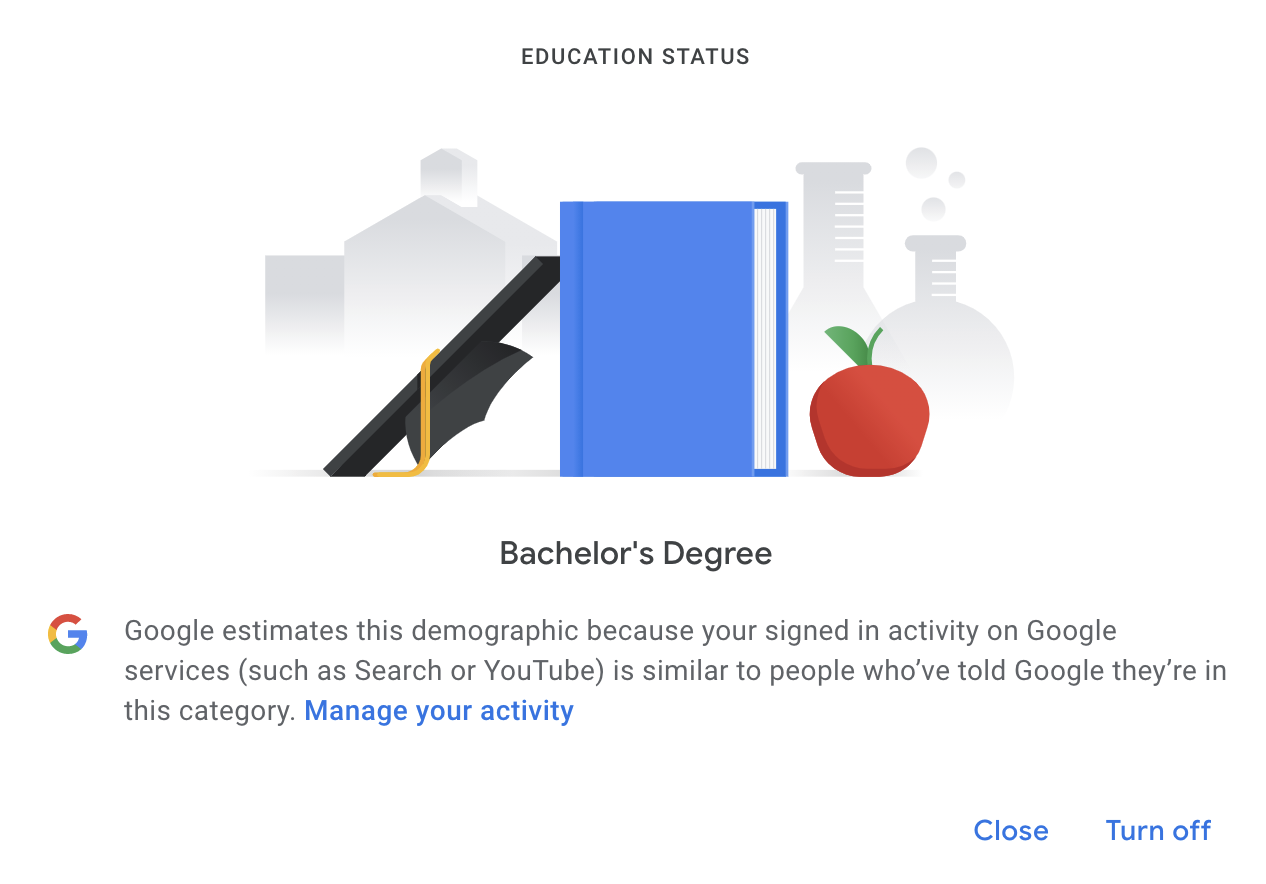 EDUCATION STATUS
Bachelor's Degree
Google estimates this demographic because your signed in activity on Google
services (such as Search or YouTube) is similar to people who’ve told Google they’re in
this category. Manage your activity
Close Turn off